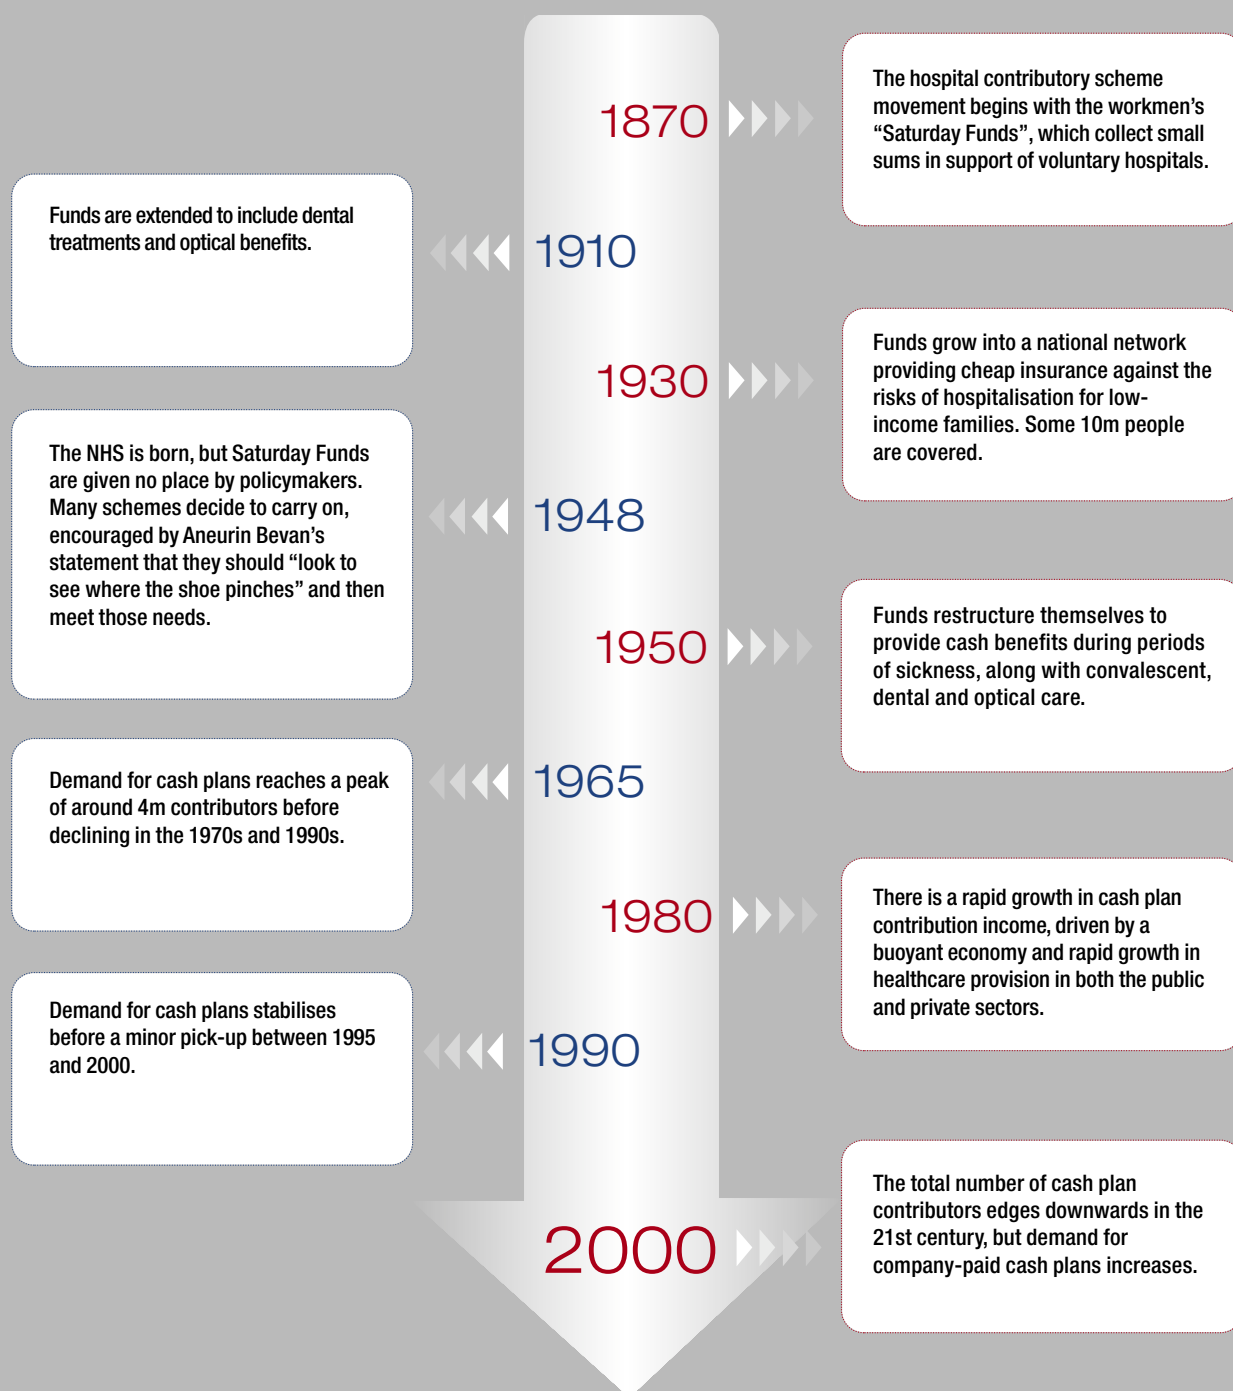 1870
The hospital contributory scheme
movement begins with the workmen’s
“Saturday Funds”, which collect small
sums in support of voluntary hospitals.
1910
Funds are extended to include dental
treatments and optical benefits.
1930
Funds grow into a national network
providing cheap insurance against the
risks of hospitalisation for low-
income families. Some 10m people
are covered.
1948
The NHS is born, but Saturday Funds
are given no place by policymakers.
Many schemes decide to carry on,
encouraged by Aneurin Bevan’s
statement that they should “look to
see where the shoe pinches” and then
meet those needs.
1950
Funds restructure themselves to
provide cash benefits during periods
of sickness, along with convalescent,
dental and optical care.
1965
Demand for cash plans reaches a peak
of around 4m contributors before
declining in the 1970s and 1990s.
1980
There is a rapid growth in cash plan
contribution income, driven by a
buoyant economy and rapid growth in
healthcare provision in both the public
and private sectors.
1990
Demand for cash plans stabilises
before a minor pick-up between 1995
and 2000.
2000
The total number of cash plan
contributors edges downwards in the
21st century, but demand for
company-paid cash plans increases.